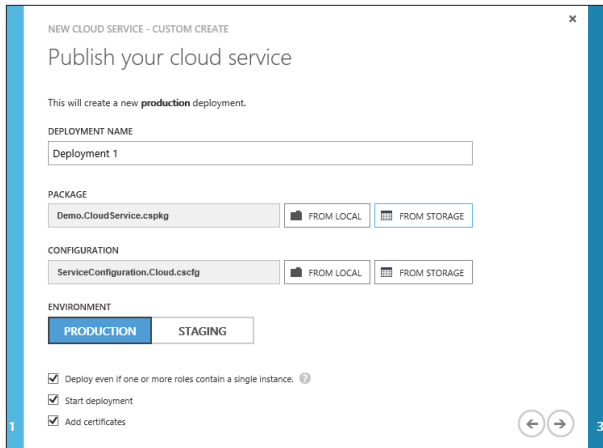 NEW CLOUD SERVICE - CUSTOM CREATE
Publish your cloud service
This will create a new production deployment.
DEPLOYMENT NAME
Deployment 1
PACKAGE
Demo.CloudService.cspkg FROM LOCAL FROM STORAGE
CONFIGURATION
ServiceConfiguration.Cloud.cscfg FROM LOCAL FROM STORAGE
ENVIRONMENT
PRODUCTION STAGING
Deploy even if one or more roles contain a single instance. ?
Start deployment
Add certificates
1 3